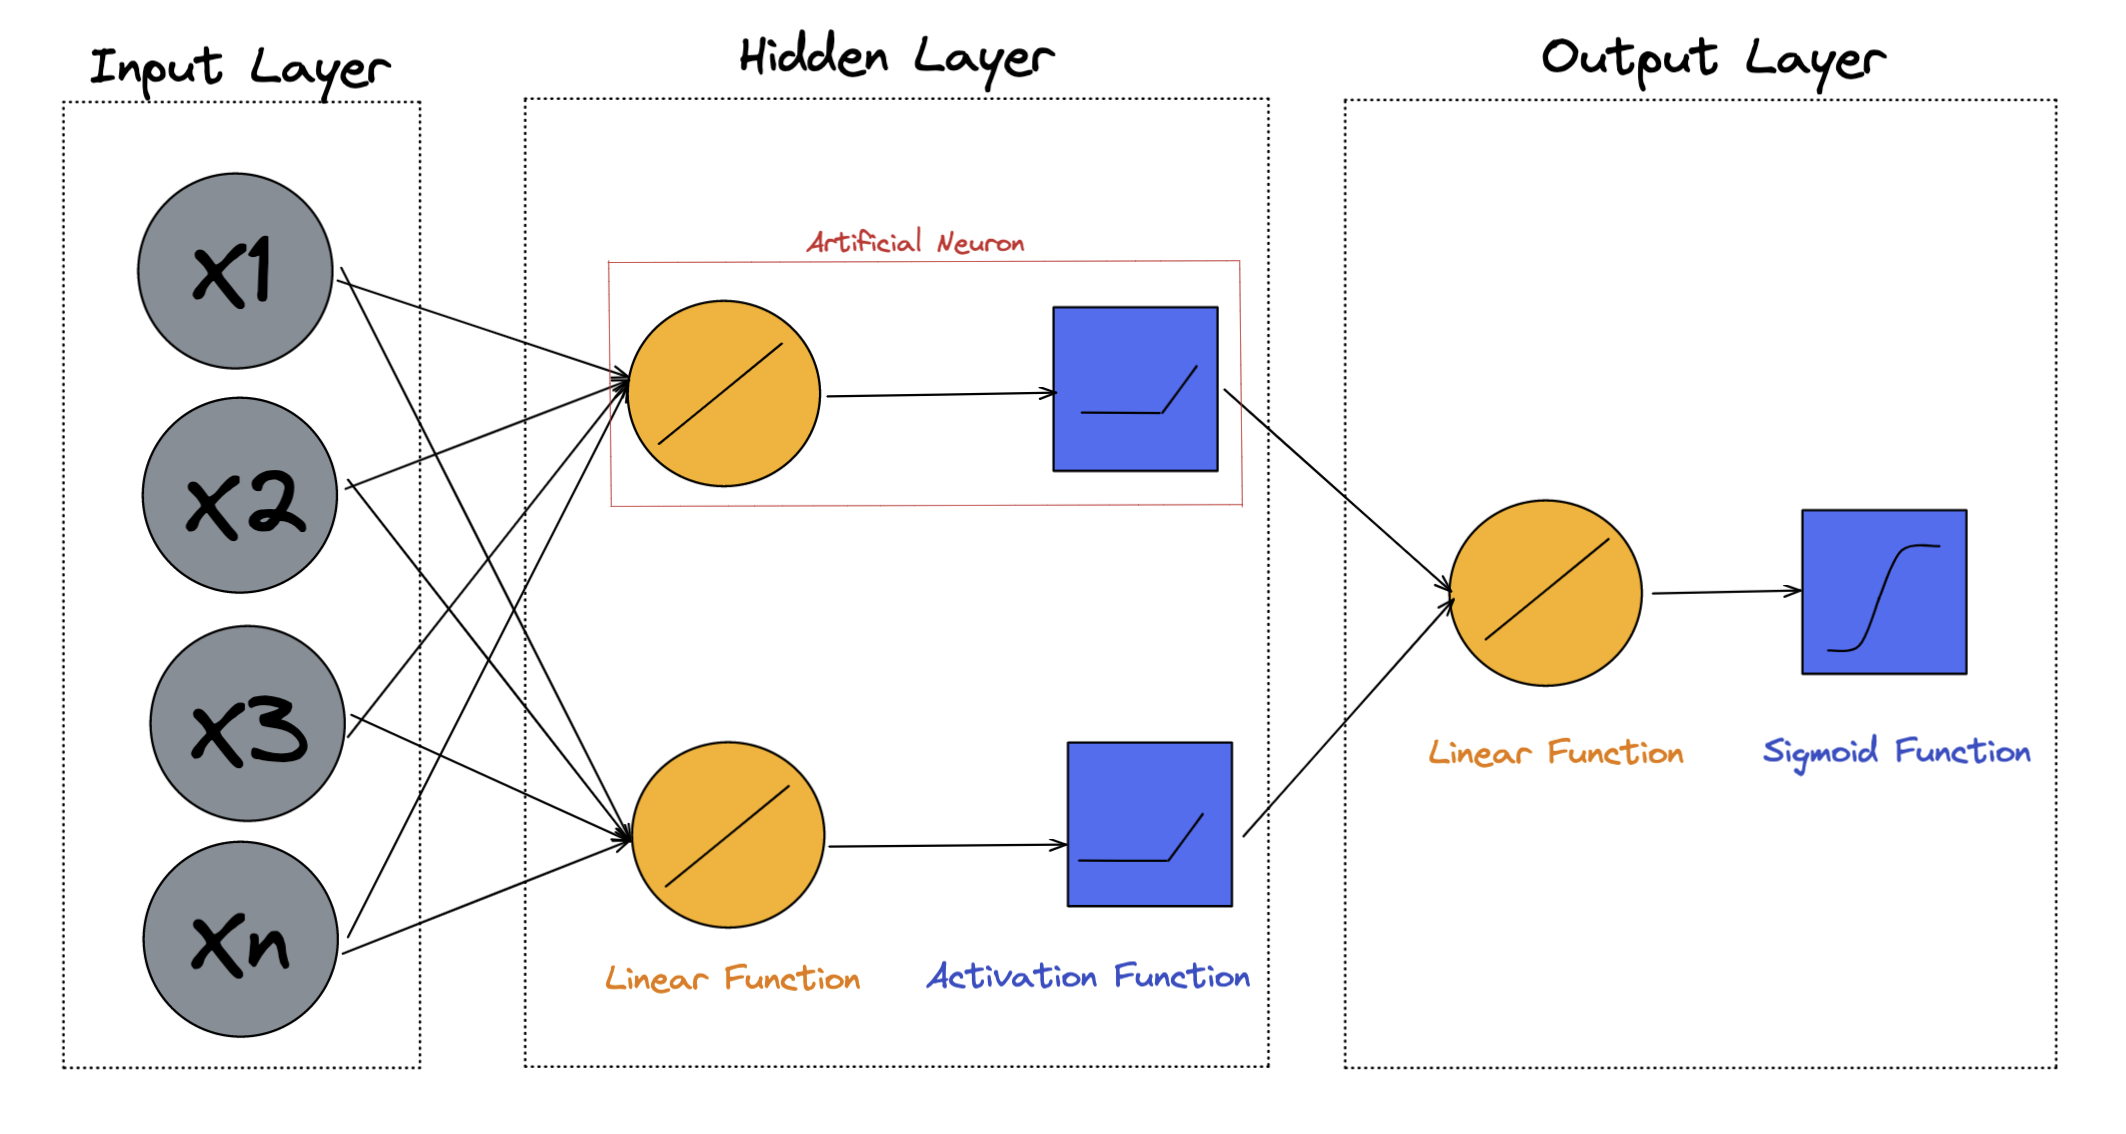 Input Layer
Hidden Layer
Output Layer
x1
x2
x3
xn
Artificial Neuron
Linear Function
Activation Function
Linear Function
Sigmoid Function